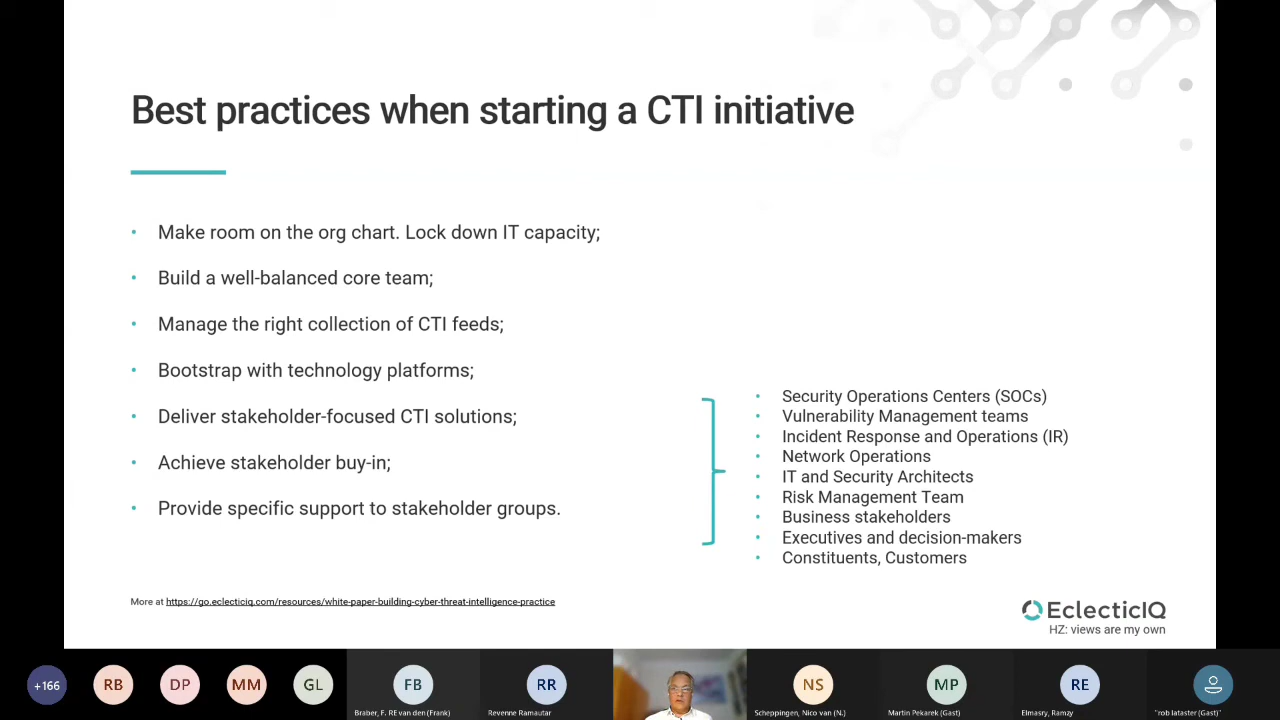 Best practices when starting a CTI initiative
• Make room on the org chart. Lock down IT capacity;
• Build a well-balanced core team;
• Manage the right collection of CTI feeds;
• Bootstrap with technology platforms;
• Deliver stakeholder-focused CTI solutions;
• Achieve stakeholder buy-in;
• Provide specific support to stakeholder groups.
• Security Operations Centers (SOCs)
• Vulnerability Management teams
• Incident Response and Operations (IR)
• Network Operations
• IT and Security Architects
• Risk Management Team
• Business stakeholders
• Executives and decision-makers
• Constituents, Customers
More at https://go.eclecticiq.com/resources/white-paper-building-cyber-threat-intelligence-practice
EclecticIQ
HZ: views are my own
+166
RB
DP
MM
GL
FB
Braber, F. RE van den (Frank)
RR
Revenne Ramautar
NS
Scheppingen, Nico van (N.)
MP
Martin Pekarek (Gast)
RE
Elmasry, Ramzy
"rob lataster (Gast)"